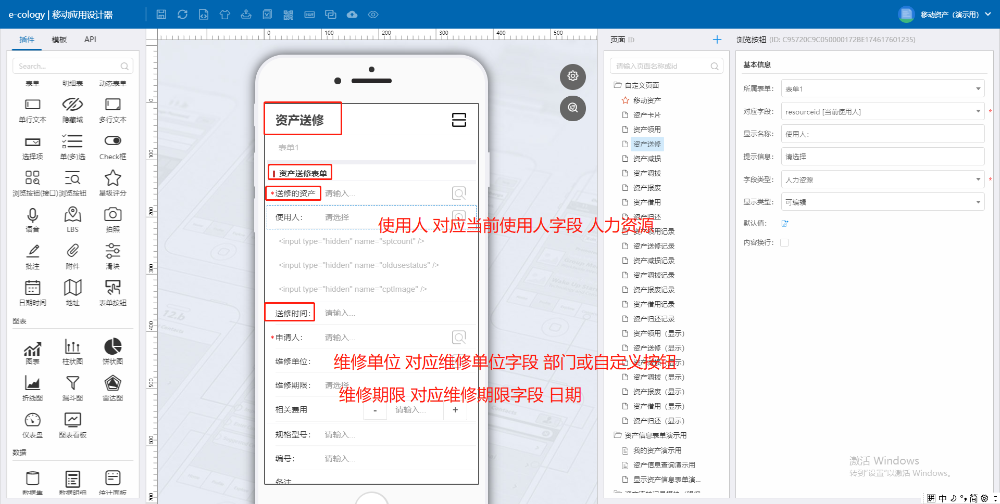 e-cology | 移动应用设计器
移动资产（演示用）
插件 模板 API
Search...
表单 明细表 动态表单
单行文本 隐藏域 多行文本
选择项 单(多)选 Check框
浏览按钮(接口) 浏览按钮 星级评分
语音 LBS 拍照
批注 附件 滑块
日期时间 地址 表单按钮
图表
图表 柱状图 饼状图
折线图 漏斗图 雷达图
仪表盘 图表看板
数据
数据集 数据明细 统计面板
0 100 200 300 400 500
0
100
200
300
400
500
600
700
资产送修
表单1
资产送修表单
*送修的资产 请输入...
使用人： 请选择
使用人 对应当前使用人字段 人力资源
<input type="hidden" name="sptcount" />
<input type="hidden" name="oldusestatus" />
<input type="hidden" name="cptImage" />
送修时间： 请输入...
*申请人： 请输入...
维修单位：
维修单位 对应维修单位字段 部门或自定义按钮
维修期限： 请选择
维修期限 对应维修期限字段 日期
相关费用 - 请输入... +
规格型号： 请输入...
编号： 请输入...
备注
页面 ID
请输入页面名称或id
自定义页面
移动资产
资产卡片
资产领用
资产送修
资产减损
资产调拨
资产报废
资产借用
资产归还
资产领用记录
资产送修记录
资产减损记录
资产调拨记录
资产报废记录
资产借用记录
资产归还记录
资产领用（显示）
资产送修（显示）
资产减损（显示）
资产调拨（显示）
资产报废（显示）
资产借用（显示）
资产归还（显示）
资产信息表单演示用
我的资产演示用
资产信息查询演示用
显示资产信息表单演...
浏览按钮 (ID: C95720C9C050000172BE174617601235)
基本信息
所属表单： 表单1
对应字段： resourceid [当前使用人] *
显示名称： 使用人：
提示信息： 请选择
字段类型： 人力资源 *
显示类型： 可编辑
默认值：
内容换行：
激活 Windows
转到"设置"以激活 Windows。
拼 中 简